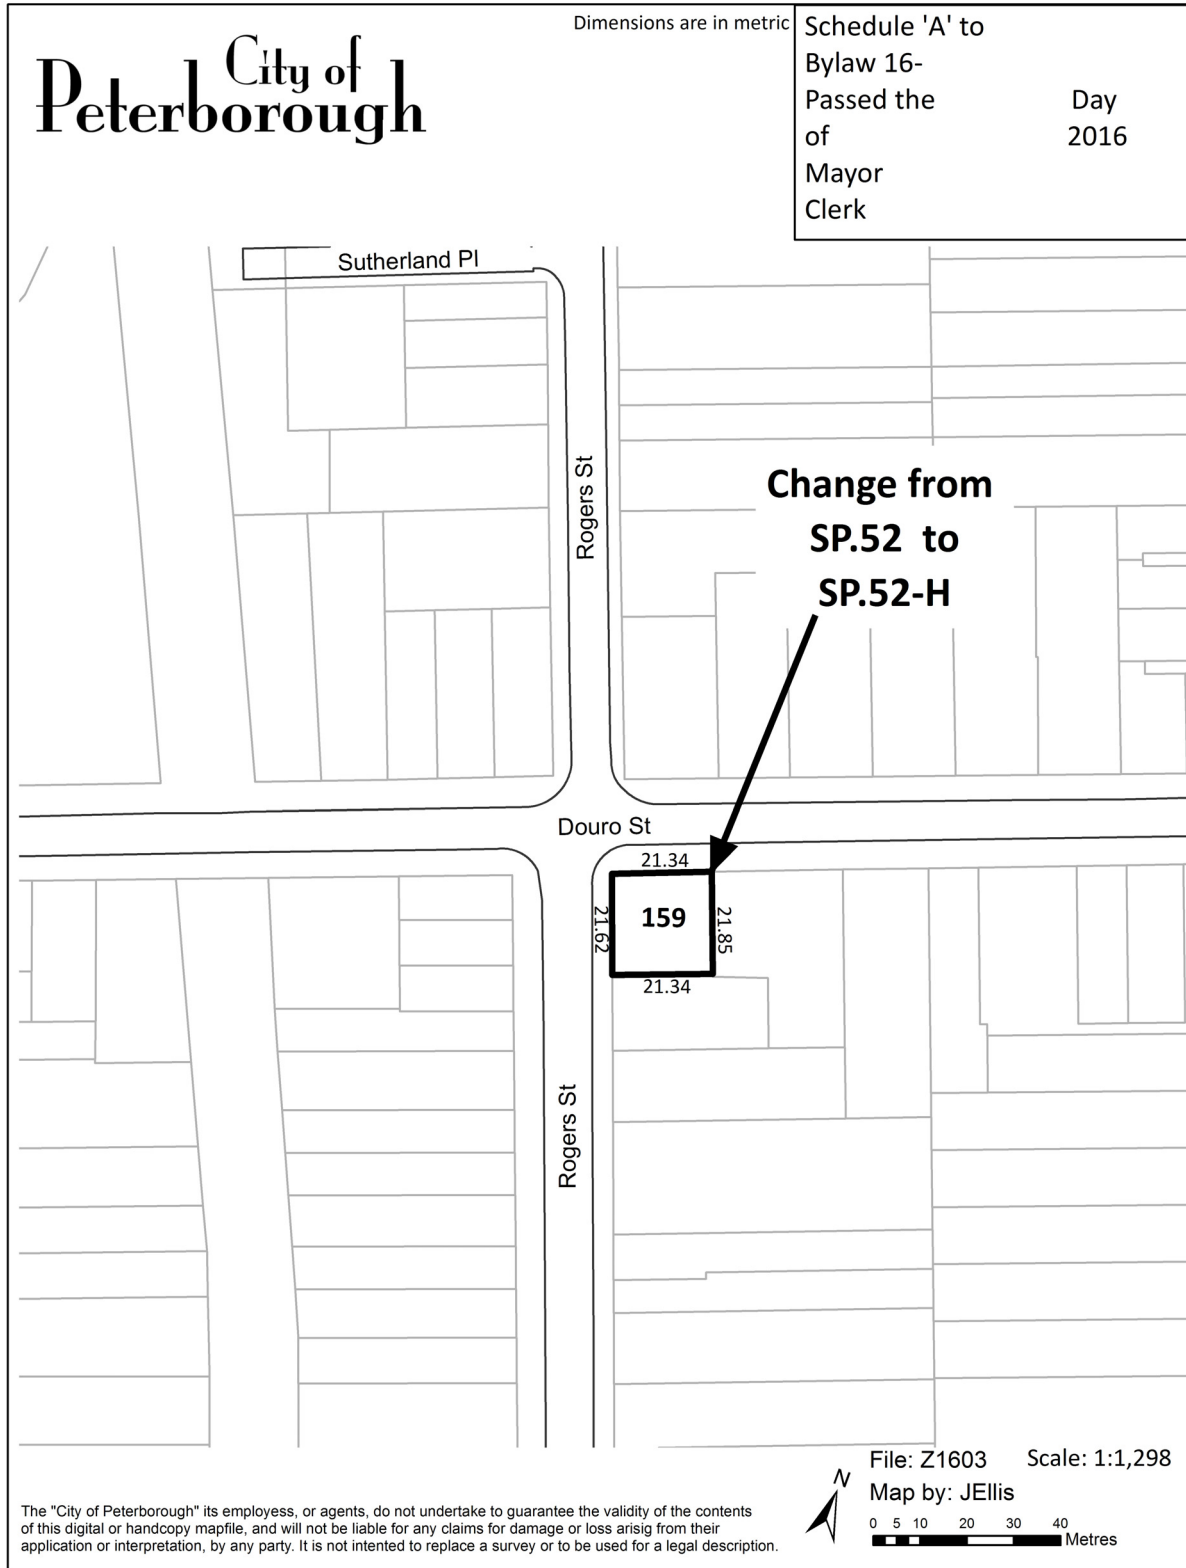 City of
Peterborough
Dimensions are in metric
Schedule 'A' to
Bylaw 16-
Passed the Day
of 2016
Mayor
Clerk
Sutherland Pl
Rogers St
Change from
SP.52 to
SP.52-H
Douro St
21.34
21.62
159
21.85
21.34
Rogers St
N
File: Z1603 Scale: 1:1,298
Map by: JEllis
0 5 10 20 30 40
Metres
The "City of Peterborough" its employess, or agents, do not undertake to guarantee the validity of the contents
of this digital or handcopy mapfile, and will not be liable for any claims for damage or loss arisig from their
application or interpretation, by any party. It is not intented to replace a survey or to be used for a legal description.